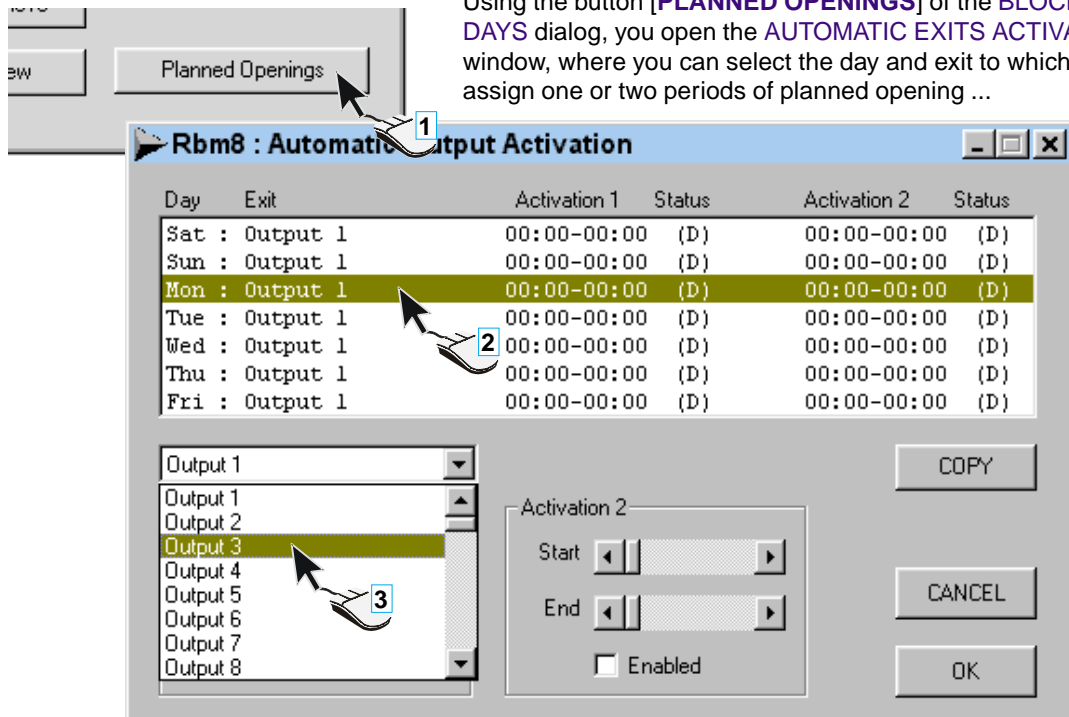 Using the button [PLANNED OPENINGS] of the
DAYS dialog, you open the AUTOMATIC EXITS
window, where you can select the day and exit to which
assign one or two periods of planned opening ...
Planned Openings
1
Rbm8 : Automatic Output Activation
Day Exit Activation 1 Status Activation 2 Status
Sat : Output 1 00:00-00:00 (D) 00:00-00:00 (D)
Sun : Output 1 00:00-00:00 (D) 00:00-00:00 (D)
Mon : Output 1 00:00-00:00 (D) 00:00-00:00 (D)
Tue : Output 1 00:00-00:00 (D) 00:00-00:00 (D)
2
Wed : Output 1 00:00-00:00 (D) 00:00-00:00 (D)
Thu : Output 1 00:00-00:00 (D) 00:00-00:00 (D)
Fri : Output 1 00:00-00:00 (D) 00:00-00:00 (D)
Output 1
Output 1
Output 2
Output 3
Output 4
Output 5
Output 6
Output 7
Output 8
3
Activation 2
Start
End
Enabled
COPY
CANCEL
OK